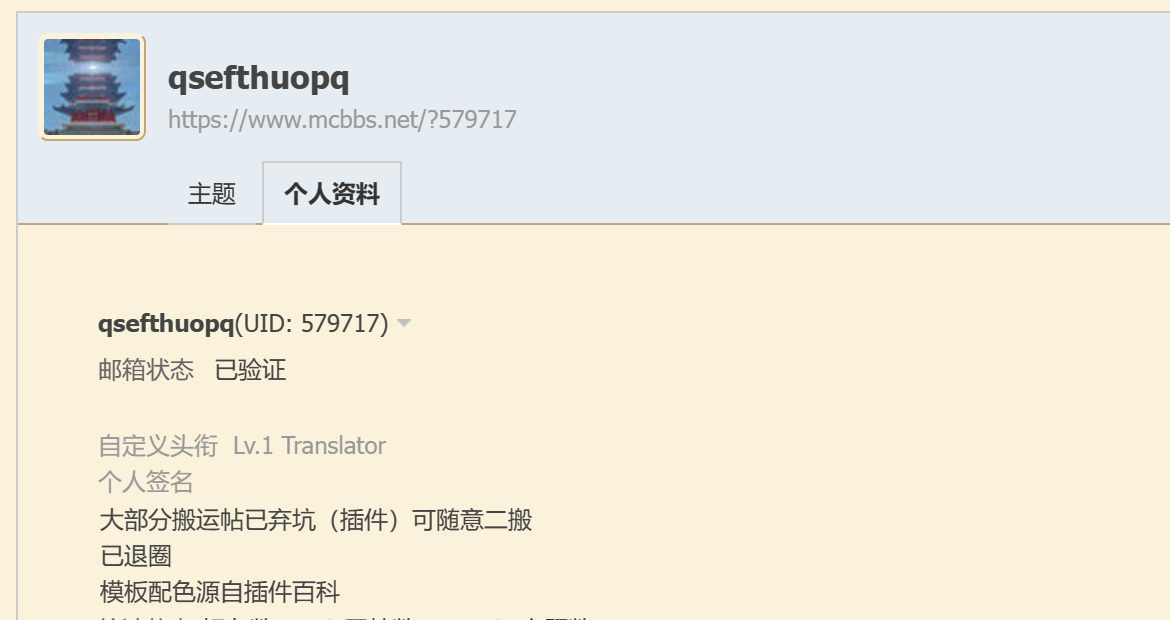 qsefthuopq
https://www.mcbbs.net/?579717
主题 个人资料
qsefthuopq(UID: 579717)
邮箱状态 已验证
自定义头衔 Lv.1 Translator
个人签名
大部分搬运帖已弃坑（插件）可随意二搬
已退圈
模板配色源自插件百科